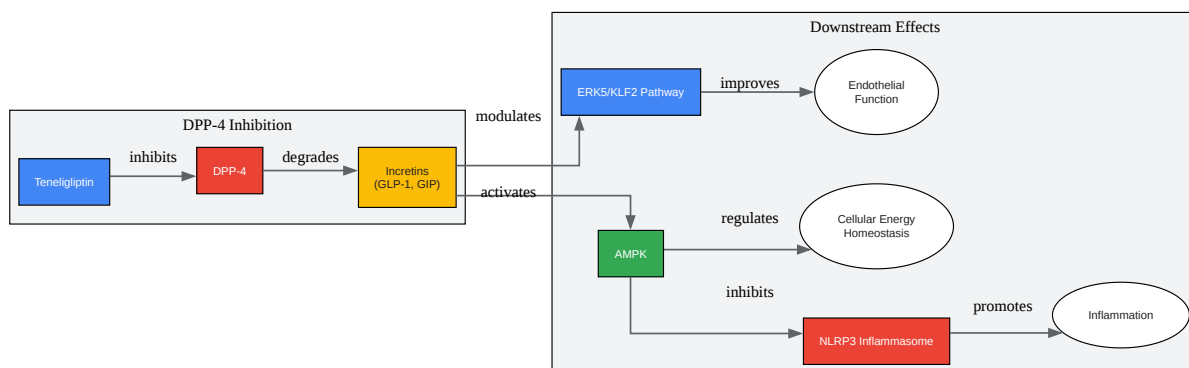 Downstream Effects
ERK5/KLF2 Pathway
improves
Endothelial
Function
modulates
DPP-4 Inhibition
Teneligliptin
inhibits
DPP-4
degrades
Incretins
(GLP-1, GIP)
activates
regulates
Cellular Energy
Homeostasis
AMPK
inhibits
NLRP3 Inflammasome
promotes
Inflammation